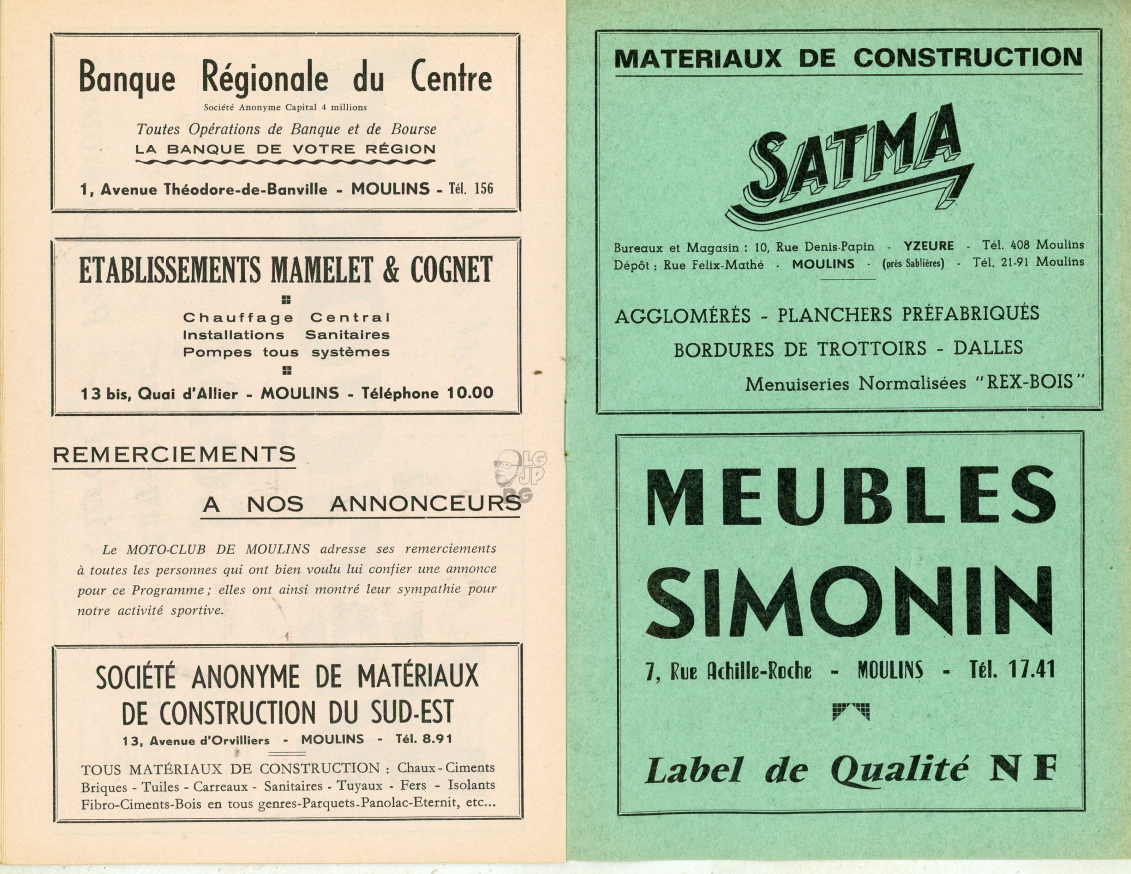 Banque Régionale du Centre
Société Anonyme Capital 4 millions
Toutes Opérations de Banque et de Bourse
LA BANQUE DE VOTRE RÉGION
1, Avenue Théodore-de-Banville - MOULINS - Tél. 156
ETABLISSEMENTS MAMELET & COGNET
Chauffage Central
Installations Sanitaires
Pompes tous systèmes
13 bis, Quai d'Allier - MOULINS - Téléphone 10.00
REMERCIEMENTS
A NOS ANNONCEURS
LG
JP
BG
Le MOTO-CLUB DE MOULINS adresse ses remerciements
à toutes les personnes qui ont bien voulu lui confier une annonce
pour ce Programme ; elles ont ainsi montré leur sympathie pour
notre activité sportive.
SOCIÉTÉ ANONYME DE MATÉRIAUX
DE CONSTRUCTION DU SUD-EST
13, Avenue d'Orvilliers - MOULINS - Tél. 8.91
TOUS MATÉRIAUX DE CONSTRUCTION : Chaux-Ciments
Briques - Tuiles - Carreaux - Sanitaires - Tuyaux - Fers - Isolants
Fibro-Ciments-Bois en tous genres-Parquets-Panolac-Eternit, etc...
MATERIAUX DE CONSTRUCTION
SATMA
Bureaux et Magasin : 10, Rue Denis-Papin - YZEURE - Tél. 408 Moulins
Dépôt : Rue Félix-Mathé - MOULINS - (près Sablières) - Tél. 21-91 Moulins
AGGLOMÉRÉS - PLANCHERS PRÉFABRIQUÉS
BORDURES DE TROTTOIRS - DALLES
Menuiseries Normalisées "REX-BOIS"
MEUBLES
SIMONIN
7, Rue Achille-Roche - MOULINS - Tél. 17.41
Label de Qualité NF